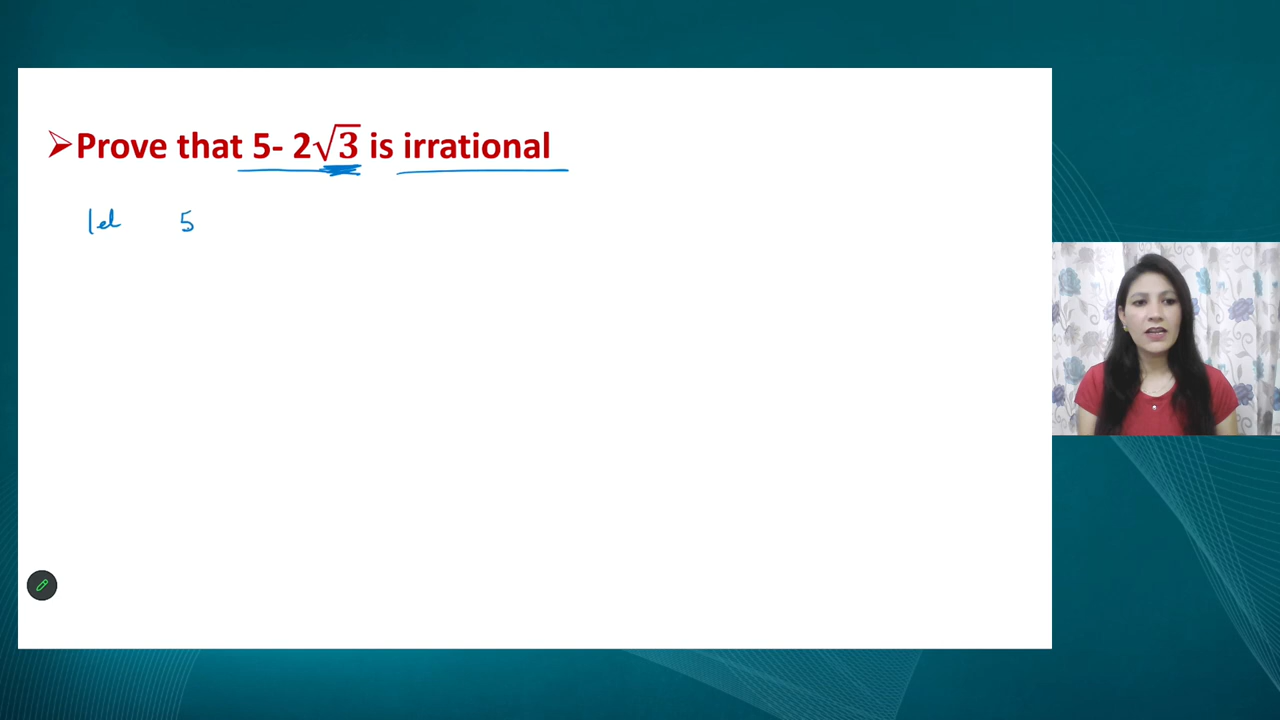 ➢Prove that 5- 2√3 is irrational
let 5